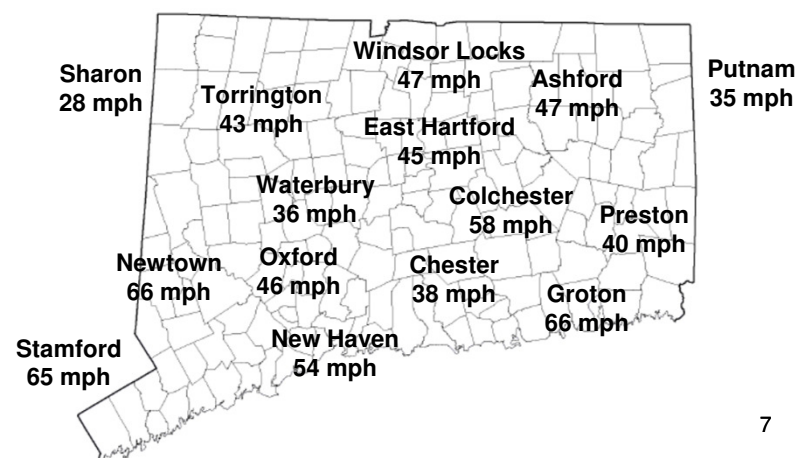 Windsor Locks
47 mph
Sharon
28 mph
Torrington
43 mph
Ashford
47 mph
Putnam
35 mph
East Hartford
45 mph
Waterbury
36 mph
Colchester
58 mph
Preston
40 mph
Newtown
66 mph
Oxford
46 mph
Chester
38 mph
Groton
66 mph
Stamford
65 mph
New Haven
54 mph
7